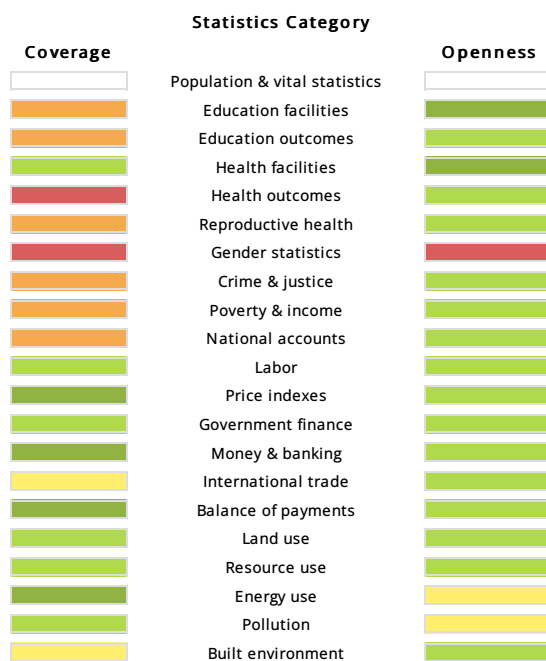 Statistics Category
Coverage
Openness
Population & vital statistics
Education facilities
Education outcomes
Health facilities
Health outcomes
Reproductive health
Gender statistics
Crime & justice
Poverty & income
National accounts
Labor
Price indexes
Government finance
Money & banking
International trade
Balance of payments
Land use
Resource use
Energy use
Pollution
Built environment